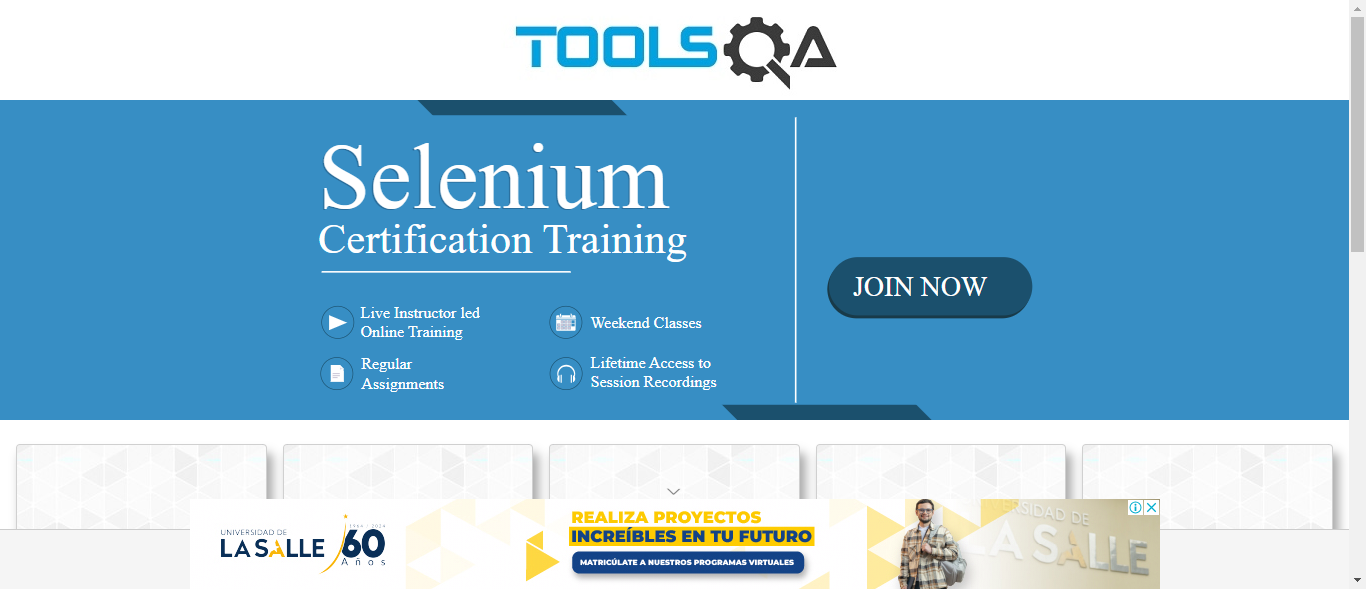 TOOLSQA
Selenium
Certification Training
JOIN NOW
Live Instructor led
Online Training
Weekend Classes
Regular
Assignments
Lifetime Access to
Session Recordings
UNIVERSIDAD DE
LA SALLE
1964 - 2024
60
Años
REALIZA PROYECTOS
INCREÍBLES EN TU FUTURO
MATRICÚLATE A NUESTROS PROGRAMAS VIRTUALES
ERSIDAD DE
LA SALLE